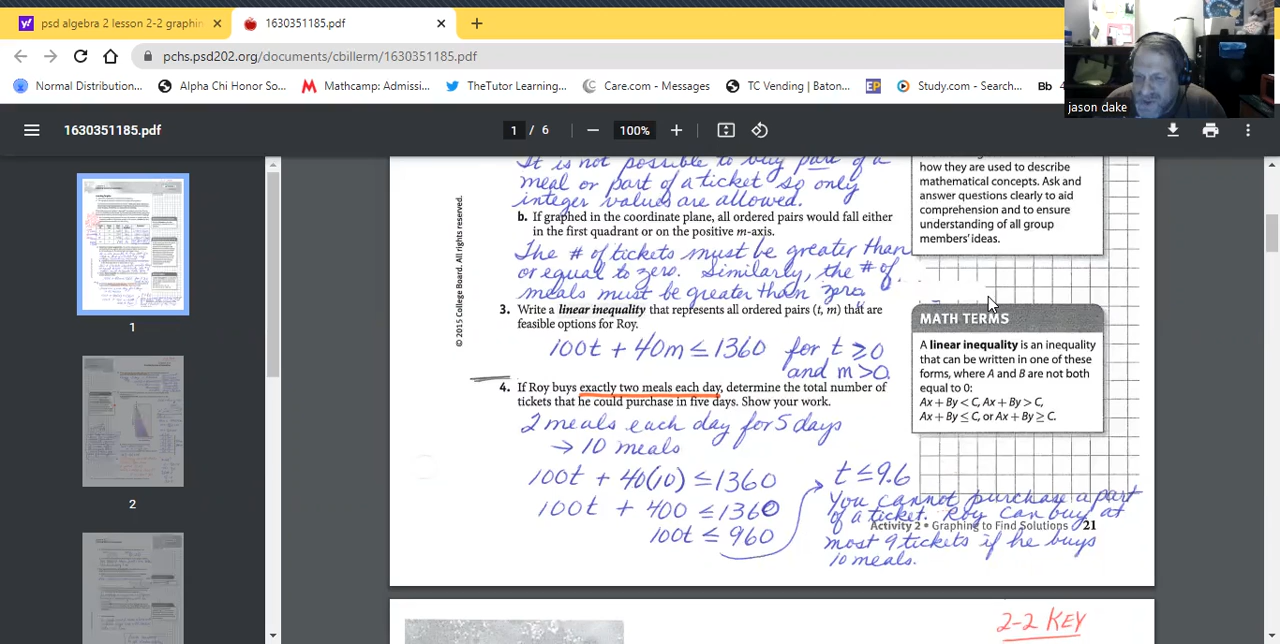 psd algebra 2 lesson 2-2 graphin
1630351185.pdf
pchs.psd202.org/documents/cbillerm/1630351185.pdf
Normal Distribution...
Alpha Chi Honor So...
Mathcamp: Admissi...
TheTutor Learning...
Care.com - Messages
TC Vending | Baton...
EP
Study.com - Search...
Bb
4
jason dake
1630351185.pdf
1 / 6
100%
1
2
© 2015 College Board. All rights reserved.
It is not possible to buy part of a
meal or part of a ticket so only
integer values are allowed.
b. If graphed in the coordinate plane, all ordered pairs would fall either
in the first quadrant or on the positive m-axis.
The # of tickets must be greater than
or equal to zero. Similarly, the # of
meals must be greater than zero
3. Write a linear inequality that represents all ordered pairs (t, m) that are
feasible options for Roy.
100t + 40m ≤ 1360 for t ≥ 0
and m > 0.
4. If Roy buys exactly two meals each day, determine the total number of
tickets that he could purchase in five days. Show your work.
2 meals each day for 5 days
→ 10 meals
100t + 40(10) ≤ 1360
100t + 400 ≤ 1360
100t ≤ 960
t ≤ 9.6
You cannot purchase a part
of a ticket. Roy can buy at
most 9 tickets if he buys
10 meals.
how they are used to describe
mathematical concepts. Ask and
answer questions clearly to aid
comprehension and to ensure
understanding of all group
members' ideas.
MATH TERMS
A linear inequality is an inequality
that can be written in one of these
forms, where A and B are not both
equal to 0:
Ax + By < C, Ax + By > C,
Ax + By ≤ C, or Ax + By ≥ C.
Activity 2 • Graphing to Find Solutions 21
2-2 KEY